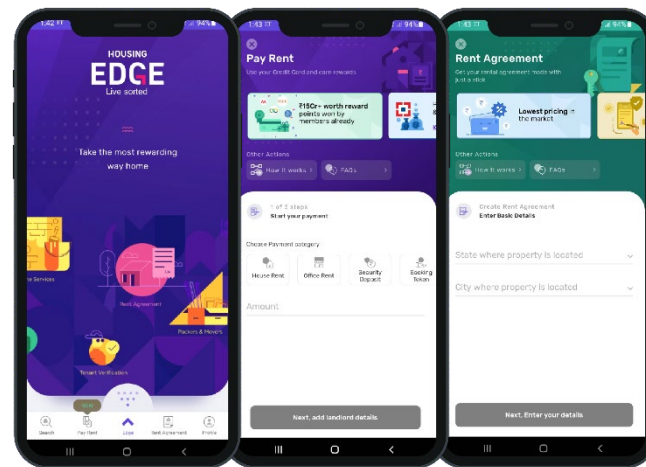 1:42
94%
HOUSING
EDGE
Live sorted
Take the most rewarding
way home
Services
Rent Agreement
Packers & Movers
Tenant Verification
NEW
Search
Pay Rent
Edge
Rent Agreement
Profile
1:43
94%
Pay Rent
Use your Credit Card and earn rewards
₹15Cr+ worth reward
points won by
members already
Other Actions
How it works
FAQs
1 of 3 steps
Start your payment
Choose Payment category
House Rent
Office Rent
Security
Deposit
Booking
Token
Amount
Next, add landlord details
1:43
94%
Rent Agreement
Get your rental agreement made with
just a click
Lowest pricing in
the market
Other Actions
How it works
FAQs
Create Rent Agreement
Enter Basic Details
State where property is located
City where property is located
Next, Enter your details